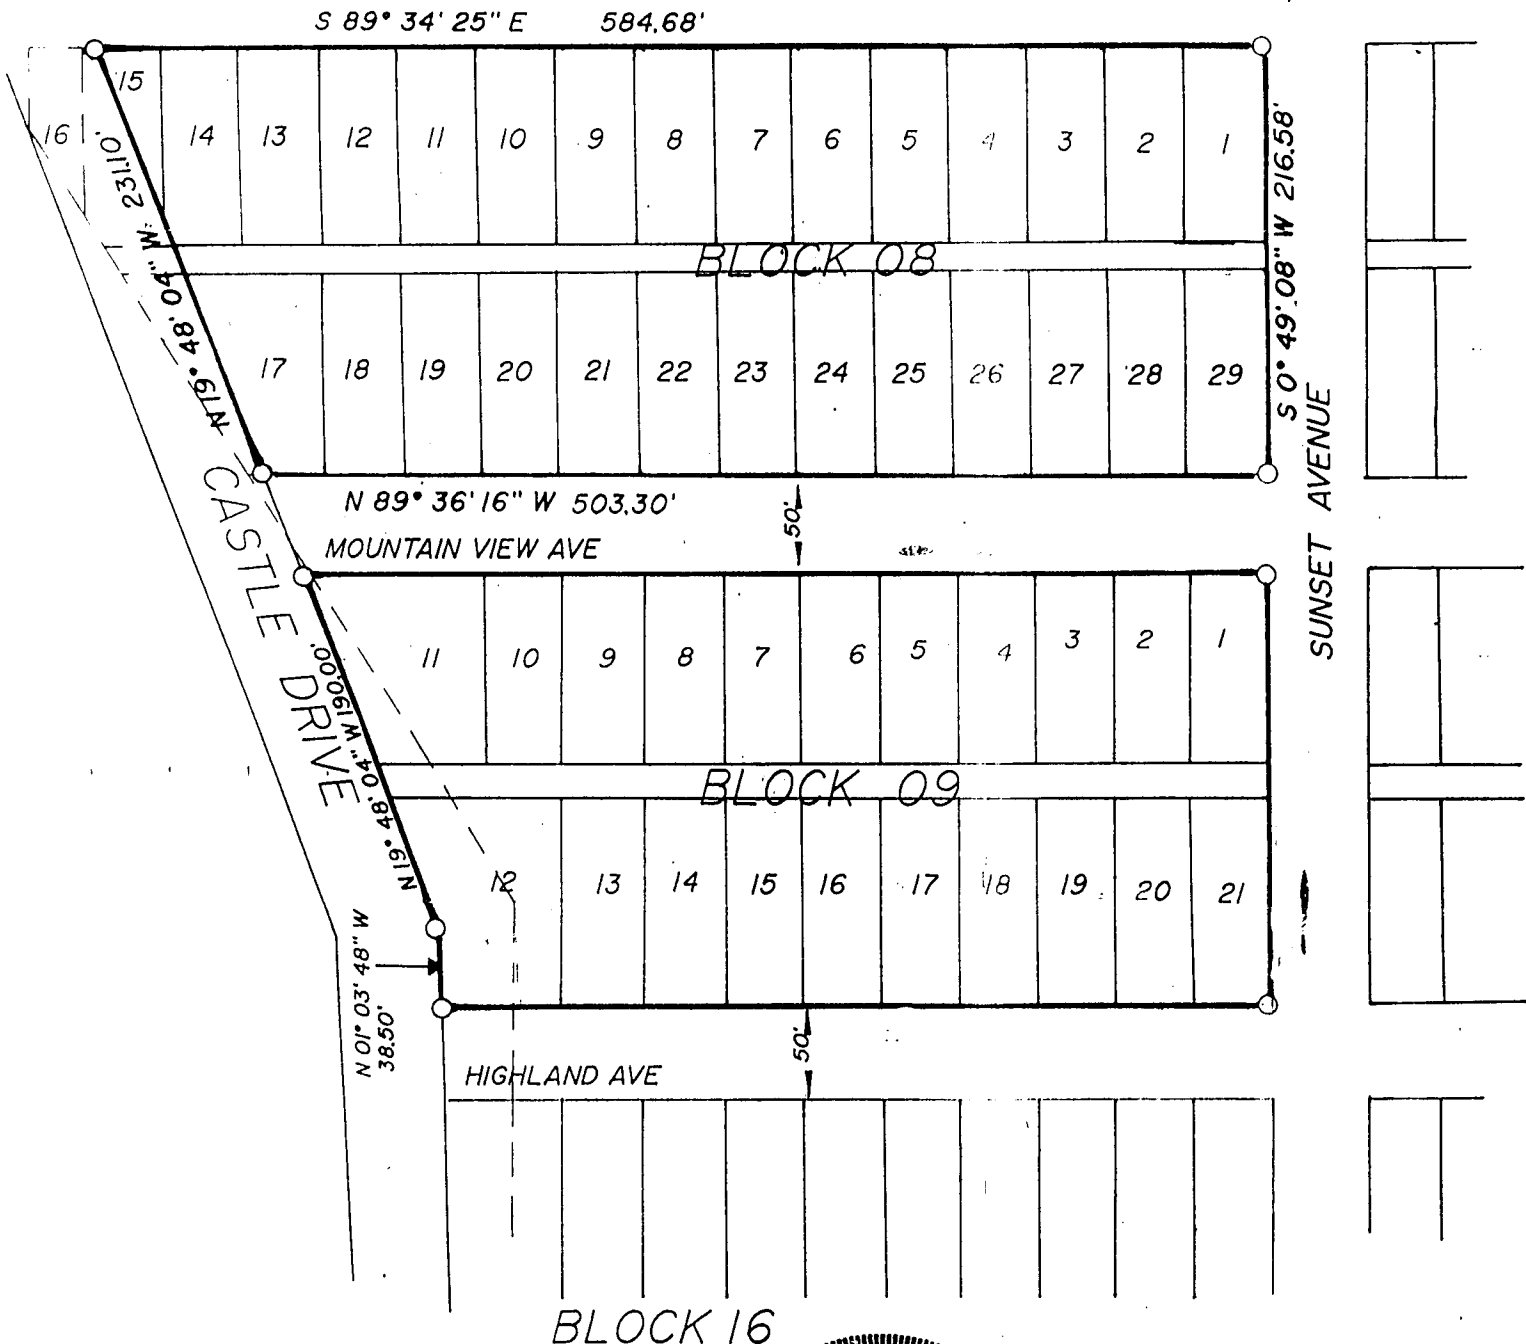 S 89° 34' 25" E 584.68'
15
16 14 13 12 11 10 9 8 7 6 5 4 3 2 1
N19° 48' 04" W 231.10'
S 0° 49' 08" W 216.58'
BLOCK 08
17 18 19 20 21 22 23 24 25 26 27 28 29
N 89° 36' 16" W 503.30'
50'
MOUNTAIN VIEW AVE
CASTLE DRIVE
SUNSET AVENUE
11 10 9 8 7 6 5 4 3 2 1
N19° 48' 04" W 190.00'
BLOCK 09
12 13 14 15 16 17 18 19 20 21
N 01° 03' 48" W
38.50'
50'
HIGHLAND AVE
BLOCK 16